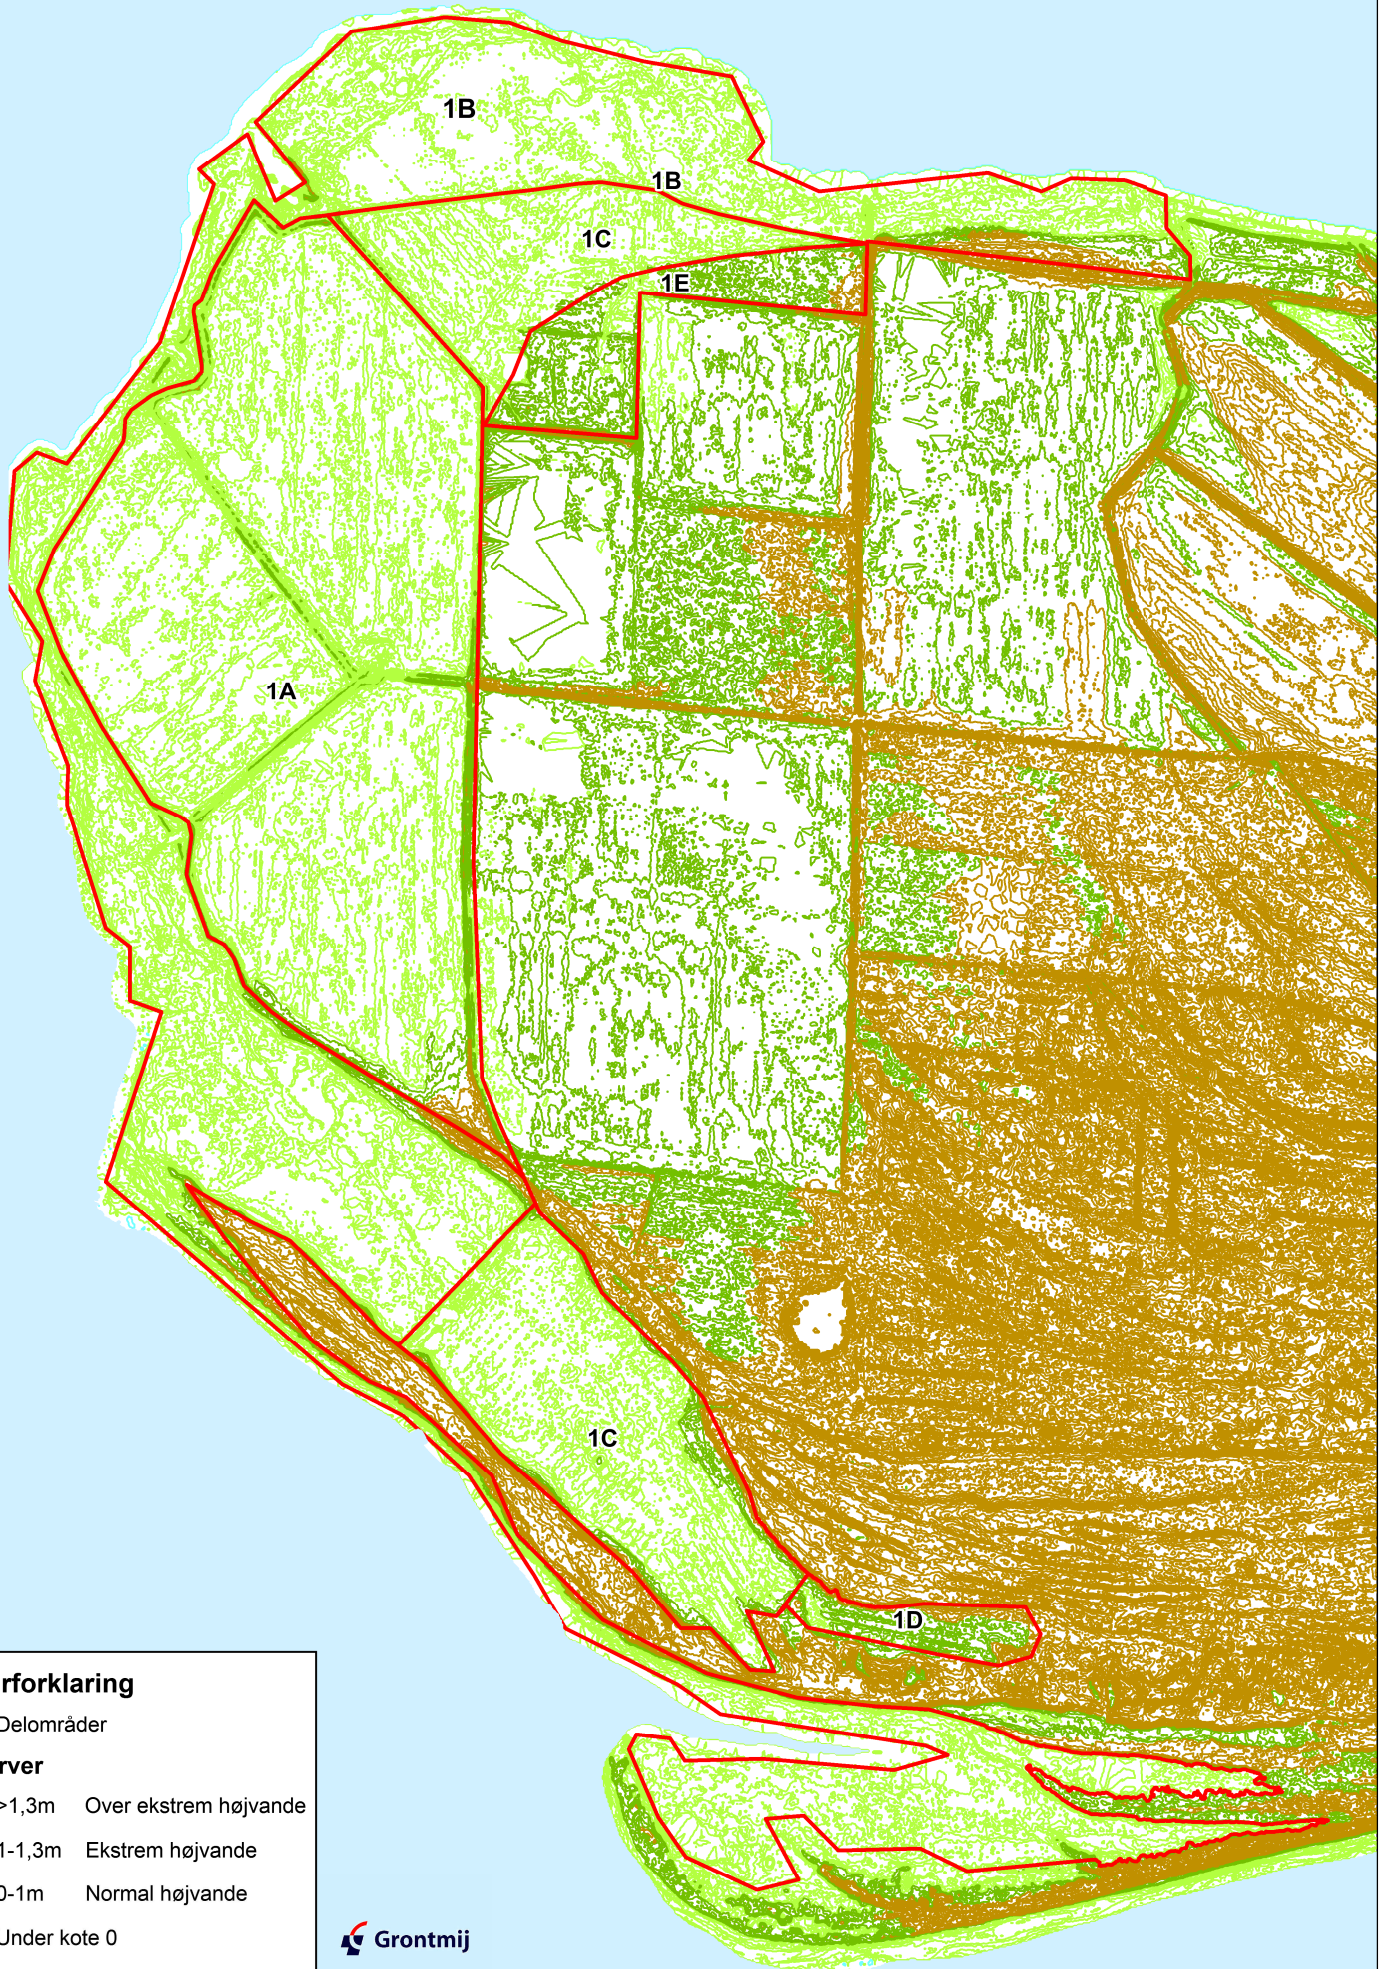 1B
1B
1C
1E
1A
1C
1D
rforklaring
Delområder
rver
>1,3m Over ekstrem højvande
1-1,3m Ekstrem højvande
0-1m Normal højvande
Under kote 0
Grontmij